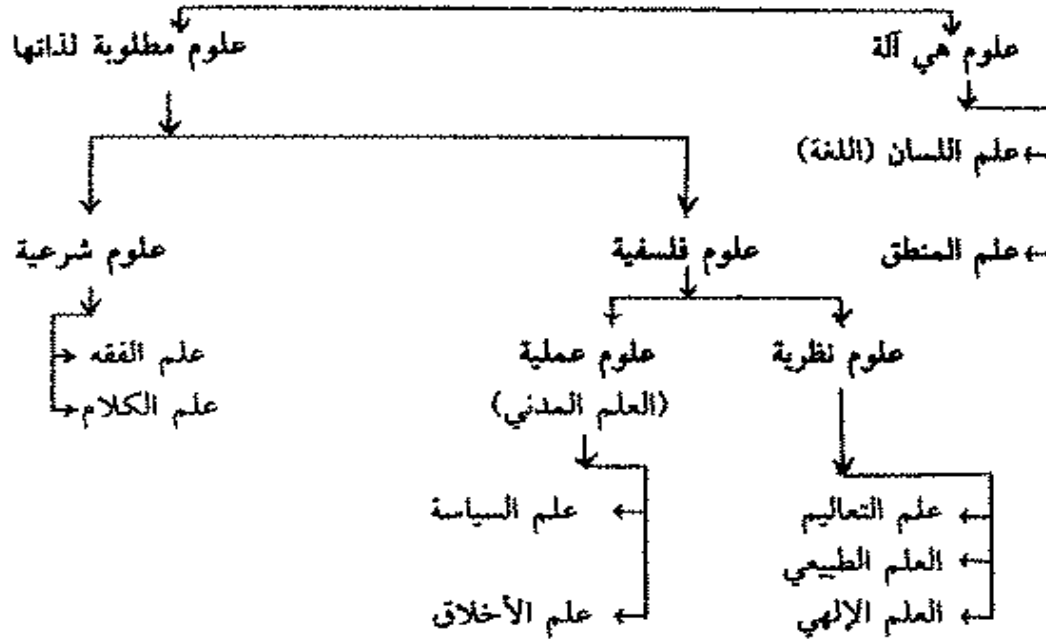 علوم هي آلة
علوم مطلوبة لذاتها
علم اللسان (اللغة)
علم المنطق
علوم فلسفية
علوم شرعية
علوم نظرية
علوم عملية
(العلم المدني)
علم الفقه
علم الكلام
علم التعاليم
العلم الطبيعي
العلم الإلهي
علم السياسة
علم الأخلاق